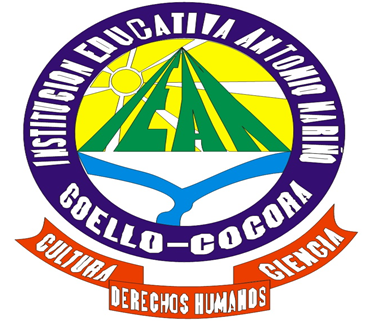 INSTITUCION EDUCATIVA ANTONIO NARIÑO
IEAN
COELLO-COCORA
CULTURA
DERECHOS HUMANOS
CIENCIA